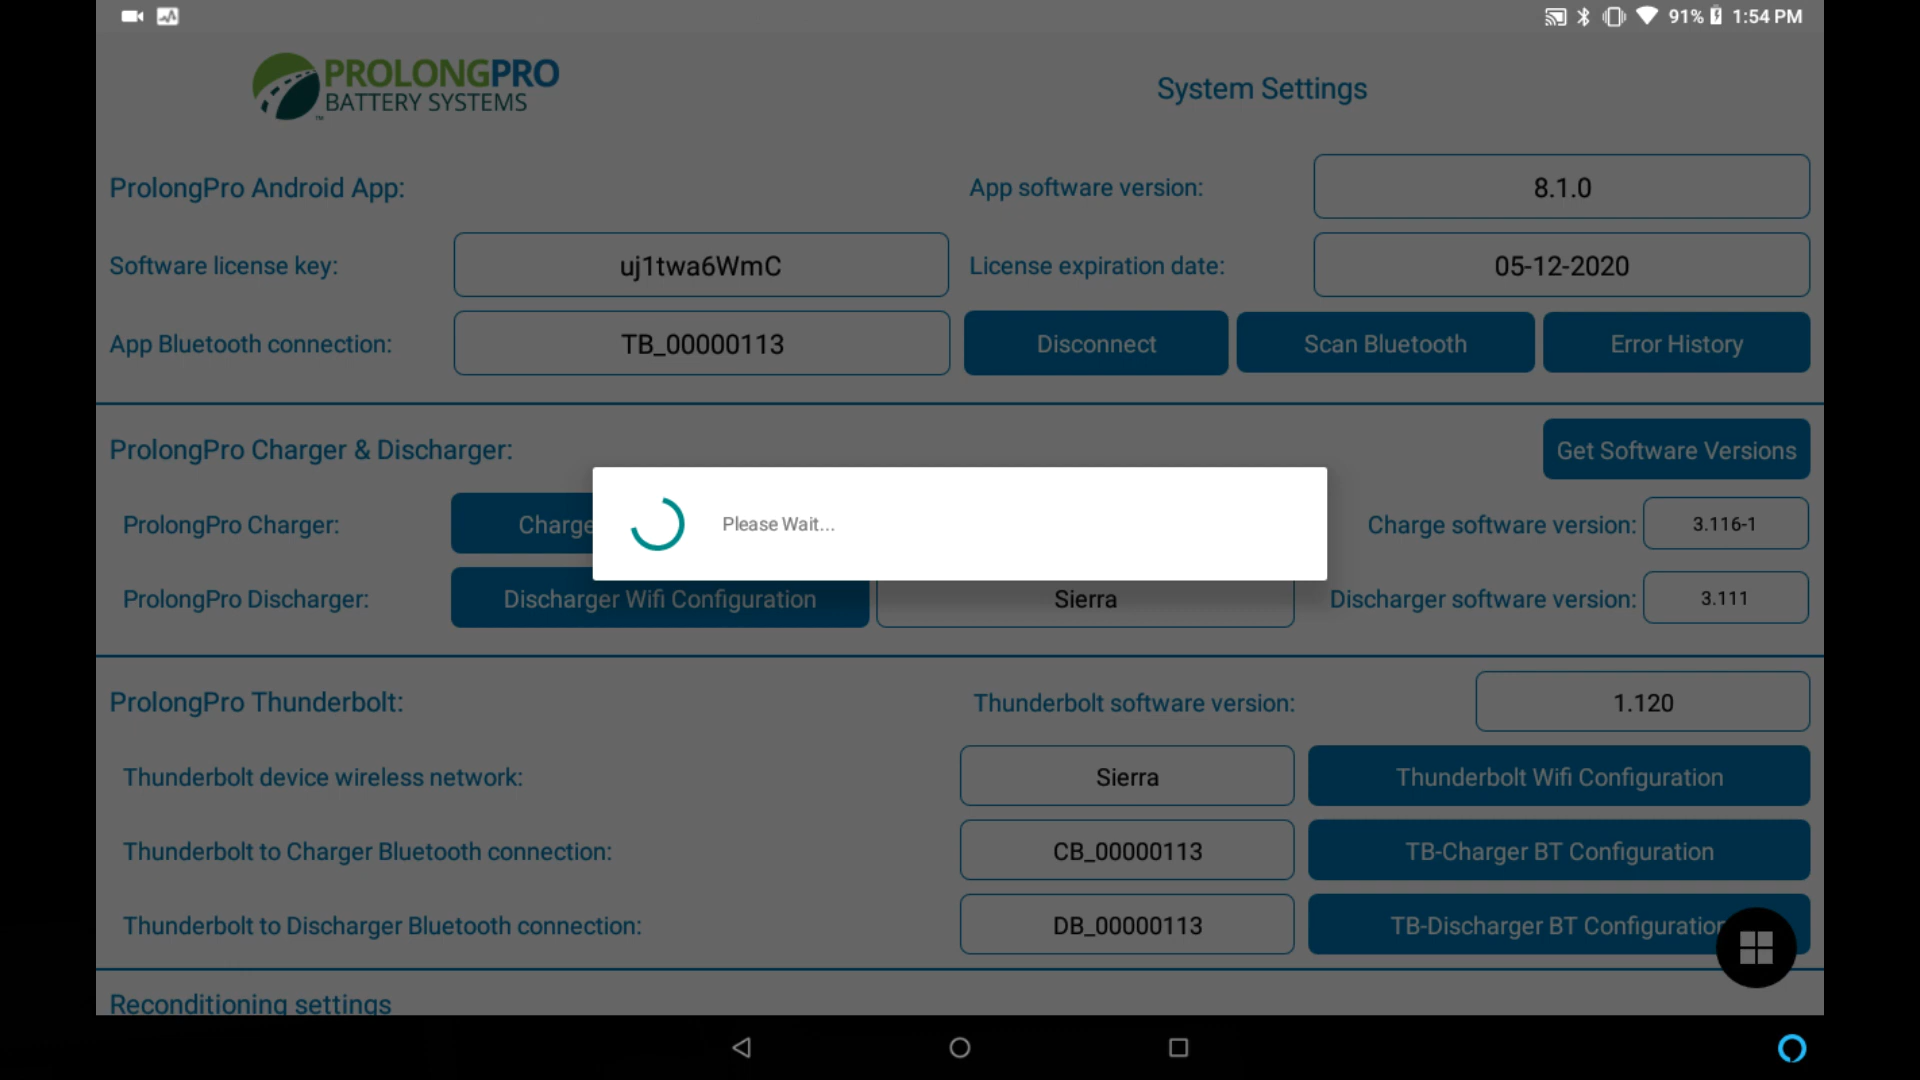 91% 1:54 PM
PROLONGPRO
BATTERY SYSTEMS
TM
System Settings
ProlongPro Android App:
App software version:
8.1.0
Software license key:
uj1twa6WmC
License expiration date:
05-12-2020
App Bluetooth connection:
TB_00000113
Disconnect
Scan Bluetooth
Error History
ProlongPro Charger & Discharger:
Get Software Versions
ProlongPro Charger:
Charge
Please Wait...
Charge software version:
3.116-1
ProlongPro Discharger:
Discharger Wifi Configuration
Sierra
Discharger software version:
3.111
ProlongPro Thunderbolt:
Thunderbolt software version:
1.120
Thunderbolt device wireless network:
Sierra
Thunderbolt Wifi Configuration
Thunderbolt to Charger Bluetooth connection:
CB_00000113
TB-Charger BT Configuration
Thunderbolt to Discharger Bluetooth connection:
DB_00000113
TB-Discharger BT Configuration
Reconditioning settings